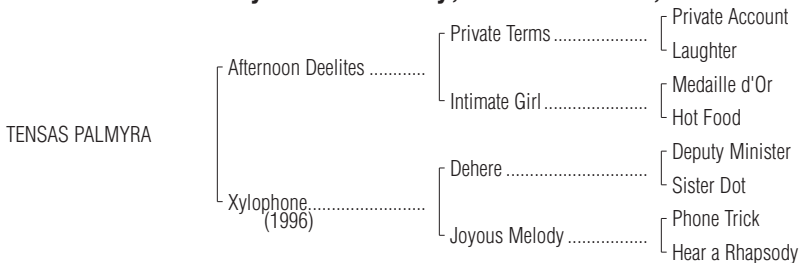 Private Account
Private Terms ....................
Laughter
Afternoon Deelites ............
Medaille d'Or
Intimate Girl ......................
Hot Food
TENSAS PALMYRA
Deputy Minister
Dehere ..............................
Sister Dot
Xylophone.........................
(1996)
Phone Trick
Joyous Melody .................
Hear a Rhapsody